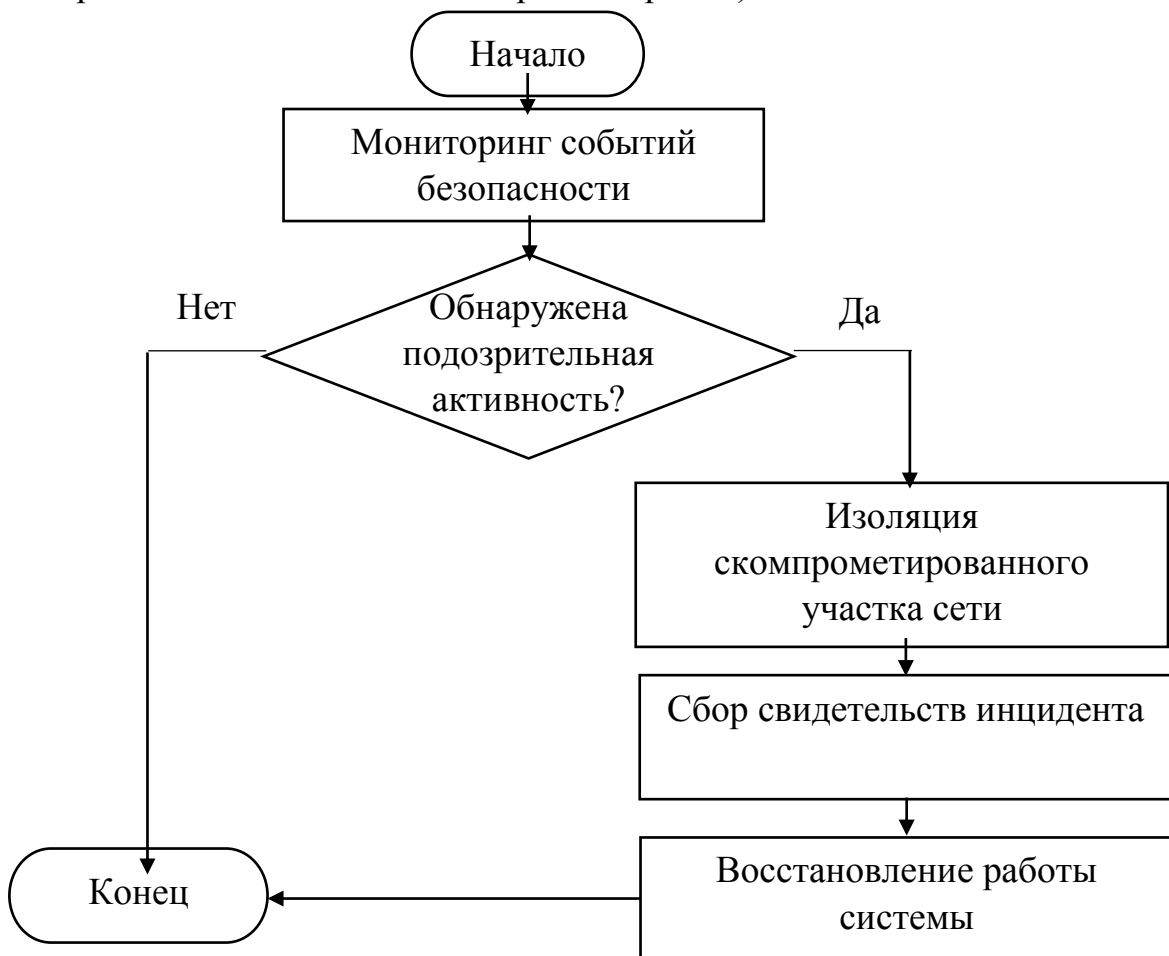 Начало
Мониторинг событий
безопасности
Нет
Обнаружена
подозрительная
активность?
Да
Изоляция
скомпрометированного
участка сети
Сбор свидетельств инцидента
Восстановление работы
системы
Конец